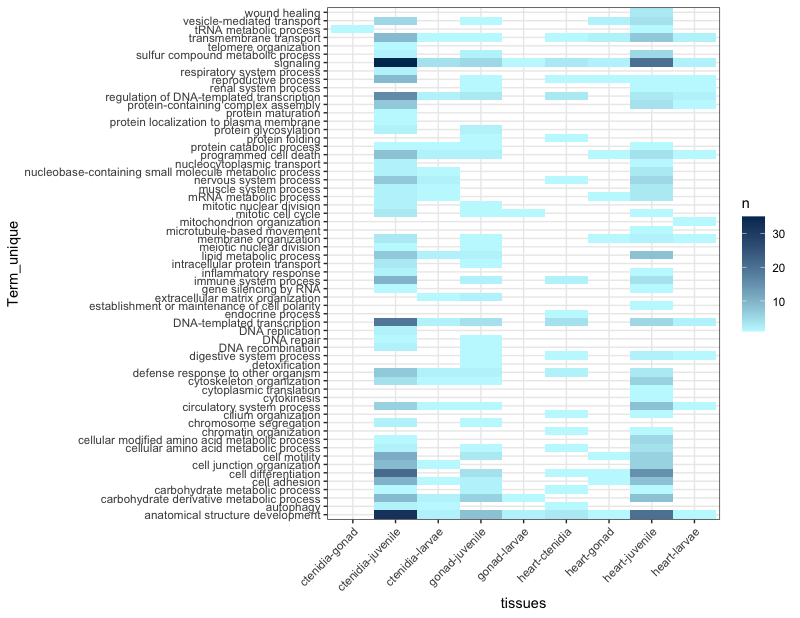 Term_unique
wound healing
vesicle-mediated transport
tRNA metabolic process
transmembrane transport
telomere organization
sulfur compound metabolic process
signaling
respiratory system process
reproductive process
renal system process
regulation of DNA-templated transcription
protein-containing complex assembly
protein maturation
protein localization to plasma membrane
protein glycosylation
protein folding
protein catabolic process
programmed cell death
nucleocytoplasmic transport
nucleobase-containing small molecule metabolic process
nervous system process
muscle system process
mRNA metabolic process
mitotic nuclear division
mitotic cell cycle
mitochondrion organization
microtubule-based movement
membrane organization
meiotic nuclear division
lipid metabolic process
intracellular protein transport
inflammatory response
immune system process
gene silencing by RNA
extracellular matrix organization
establishment or maintenance of cell polarity
endocrine process
DNA-templated transcription
DNA replication
DNA repair
DNA recombination
digestive system process
detoxification
defense response to other organism
cytoskeleton organization
cytoplasmic translation
cytokinesis
circulatory system process
cilium organization
chromosome segregation
chromatin organization
cellular modified amino acid metabolic process
cellular amino acid metabolic process
cell motility
cell junction organization
cell differentiation
cell adhesion
carbohydrate metabolic process
carbohydrate derivative metabolic process
autophagy
anatomical structure development
ctenidia-gonad
ctenidia-juvenile
ctenidia-larvae
gonad-juvenile
gonad-larvae
heart-ctenidia
heart-gonad
heart-juvenile
heart-larvae
tissues
n
30
20
10